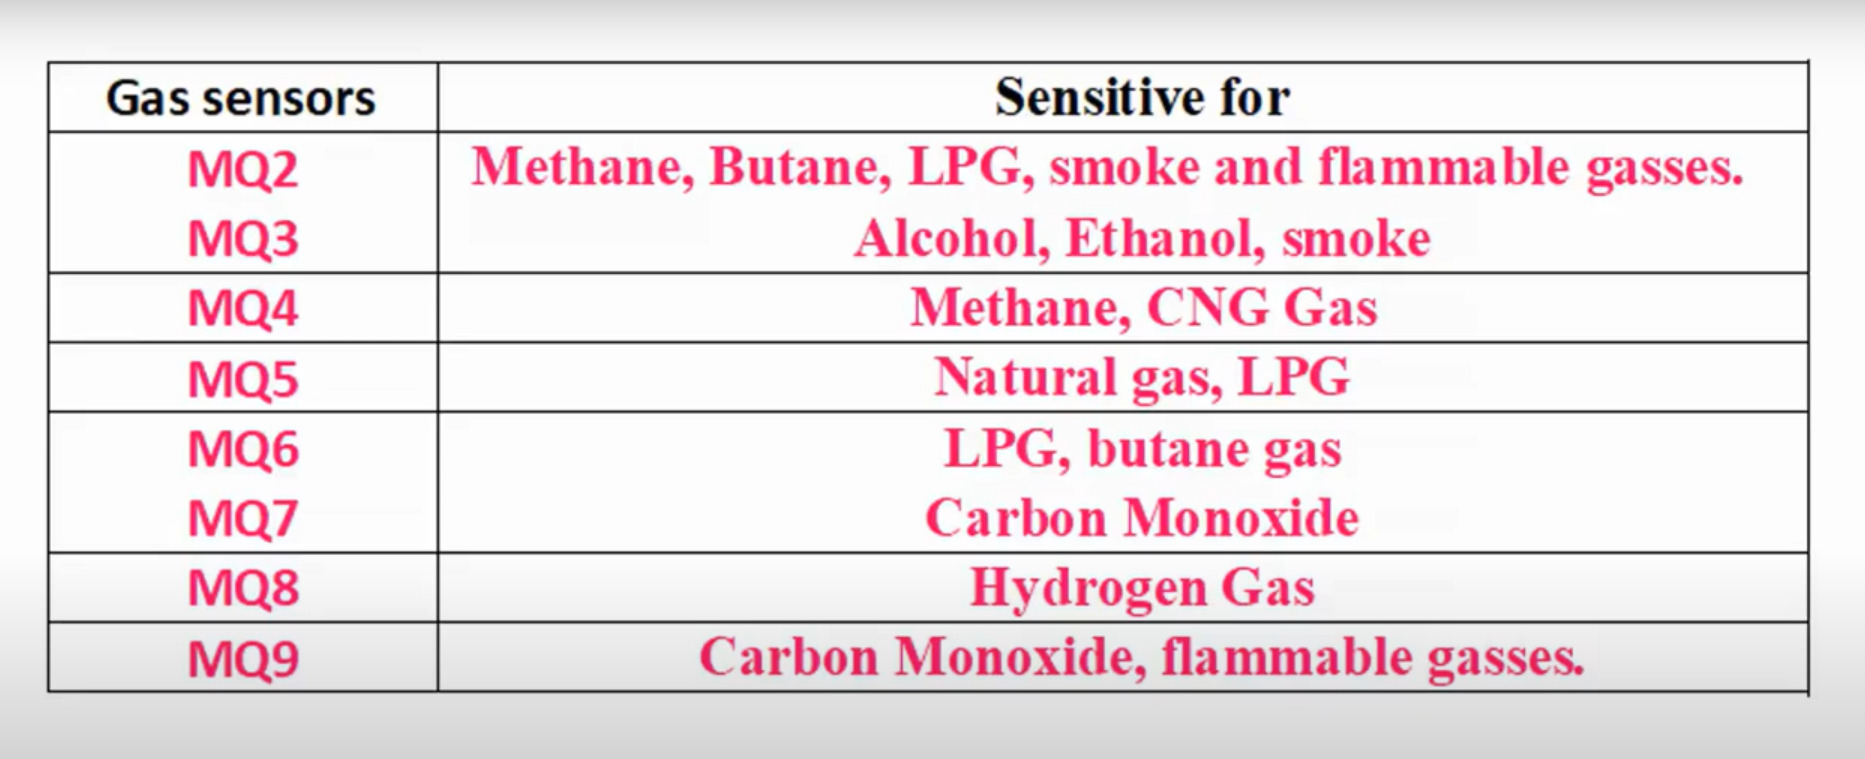 Gas sensors Sensitive for
MQ2 Methane, Butane, LPG, smoke and flammable gasses.
MQ3 Alcohol, Ethanol, smoke
MQ4 Methane, CNG Gas
MQ5 Natural gas, LPG
MQ6 LPG, butane gas
MQ7 Carbon Monoxide
MQ8 Hydrogen Gas
MQ9 Carbon Monoxide, flammable gasses.